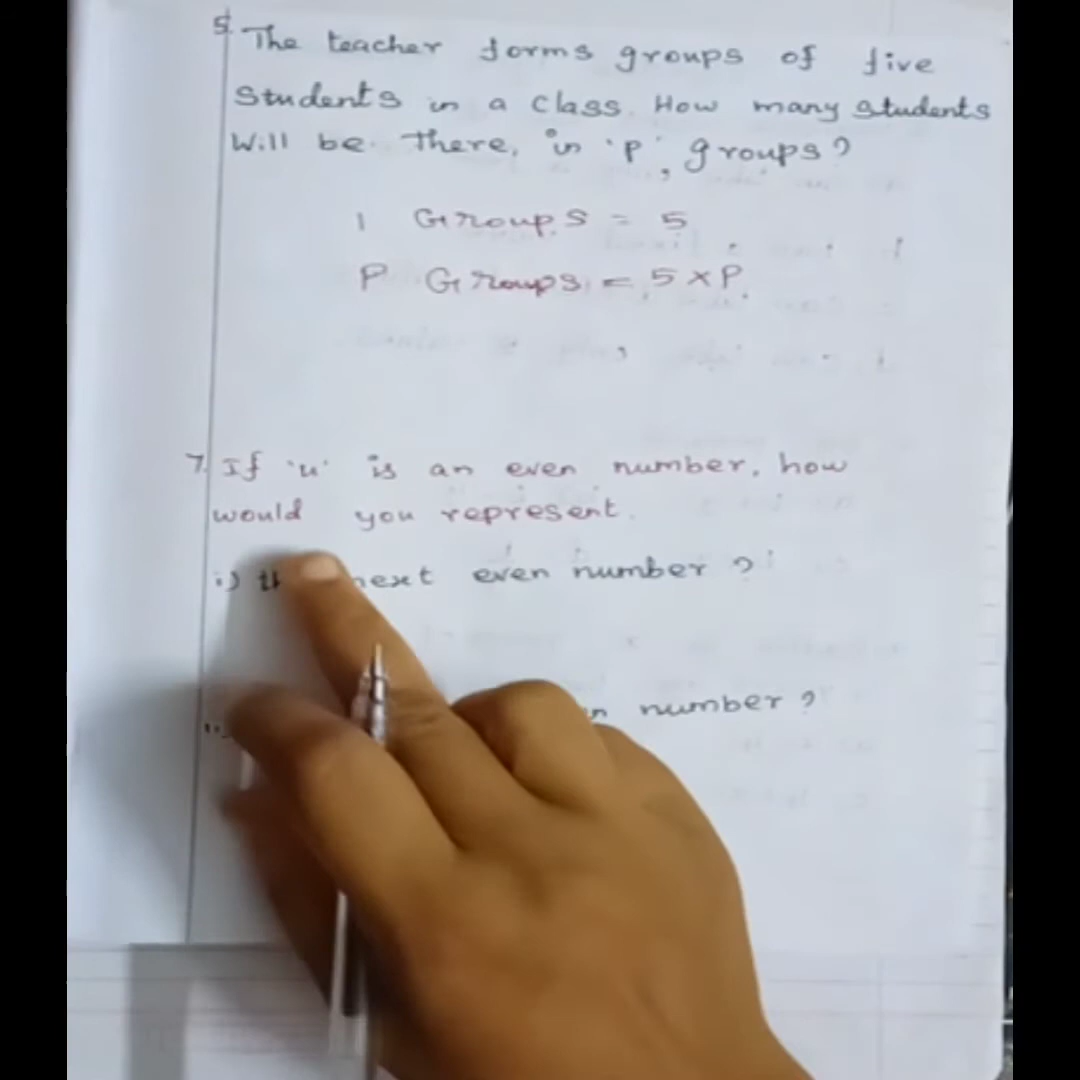 5. The teacher forms groups of five
Students in a class. How many students
Will be there, in 'p', groups?
1 Groups = 5
P Groups = 5 × P.
7. If 'u' is an even number, how
would you represent.
i) next even number ?
number ?